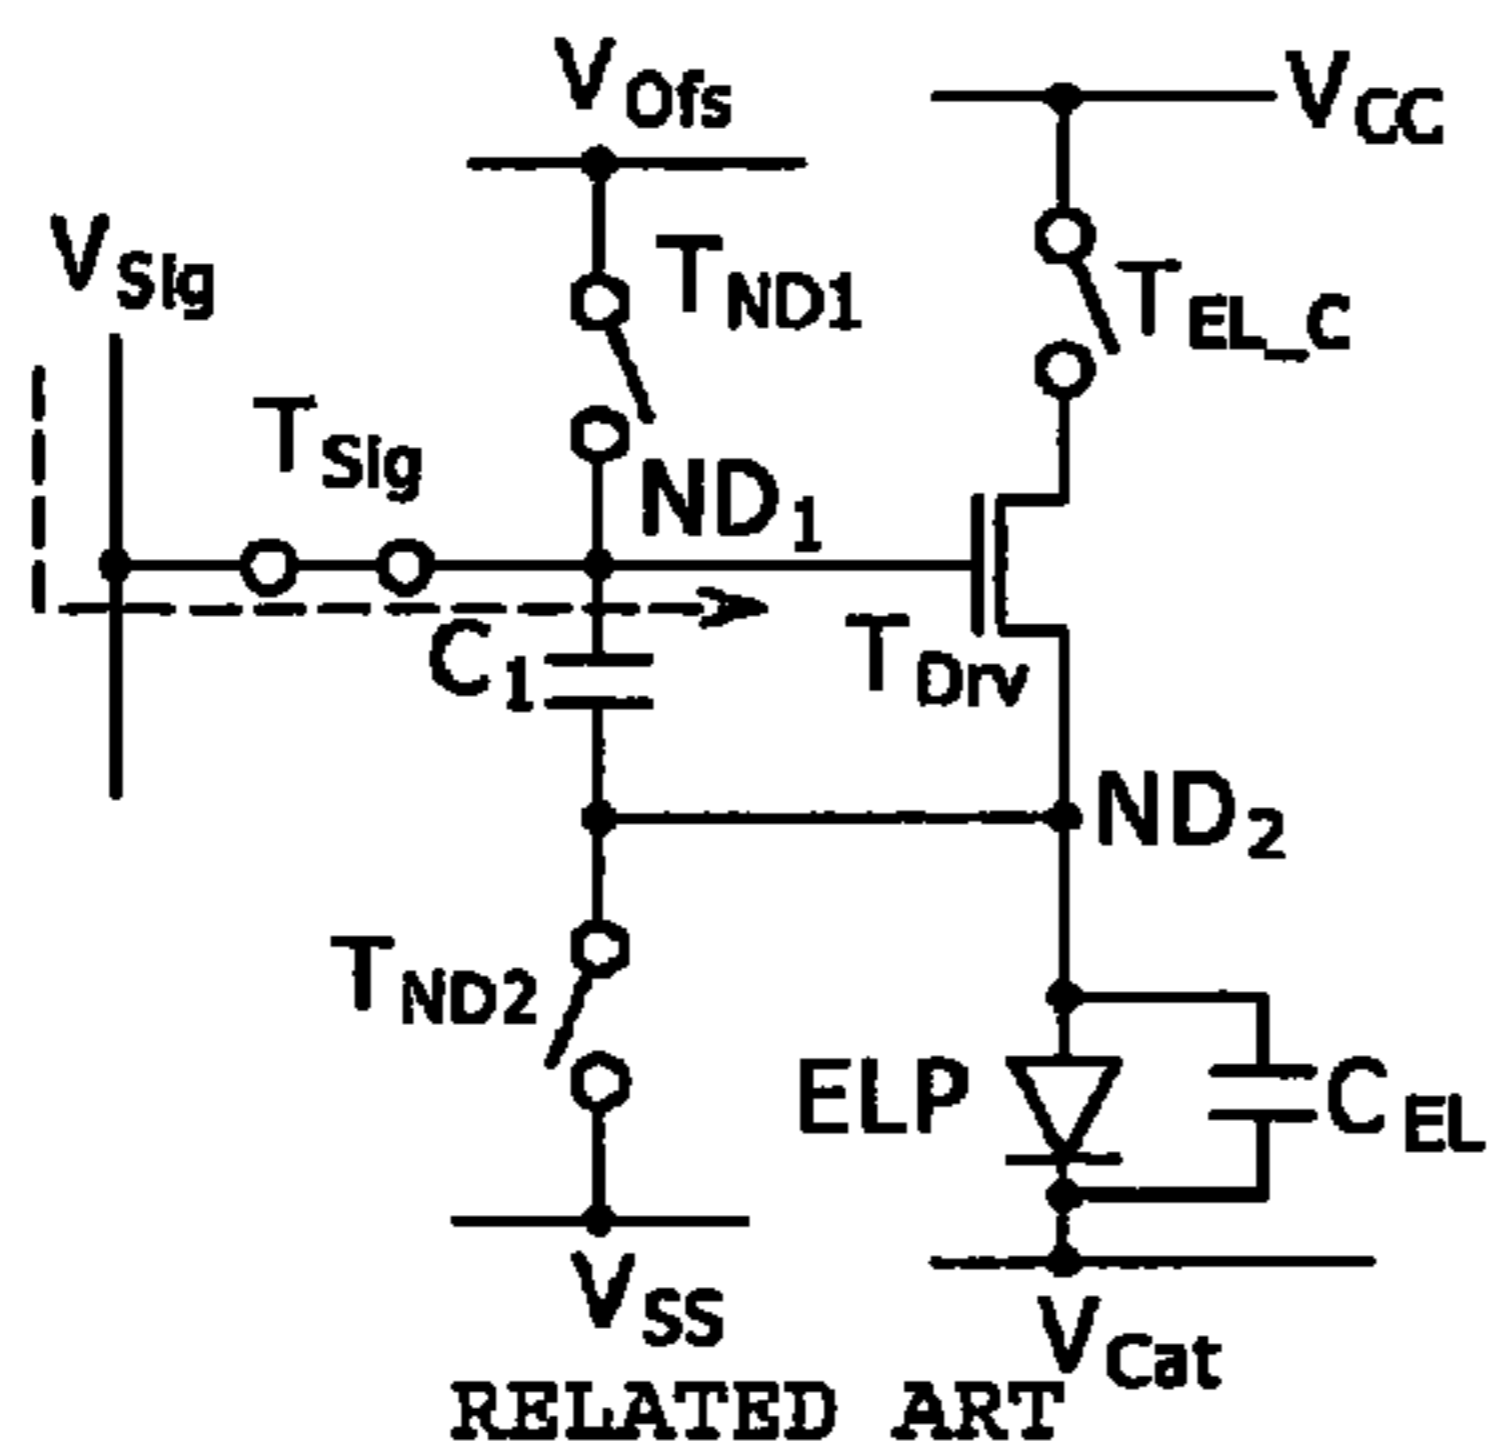 VOfs
VCC
VSig
TND1
TEL_C
TSig
ND1
C1
TDrv
ND2
TND2
ELP
CEL
VSS
VCat
RELATED ART